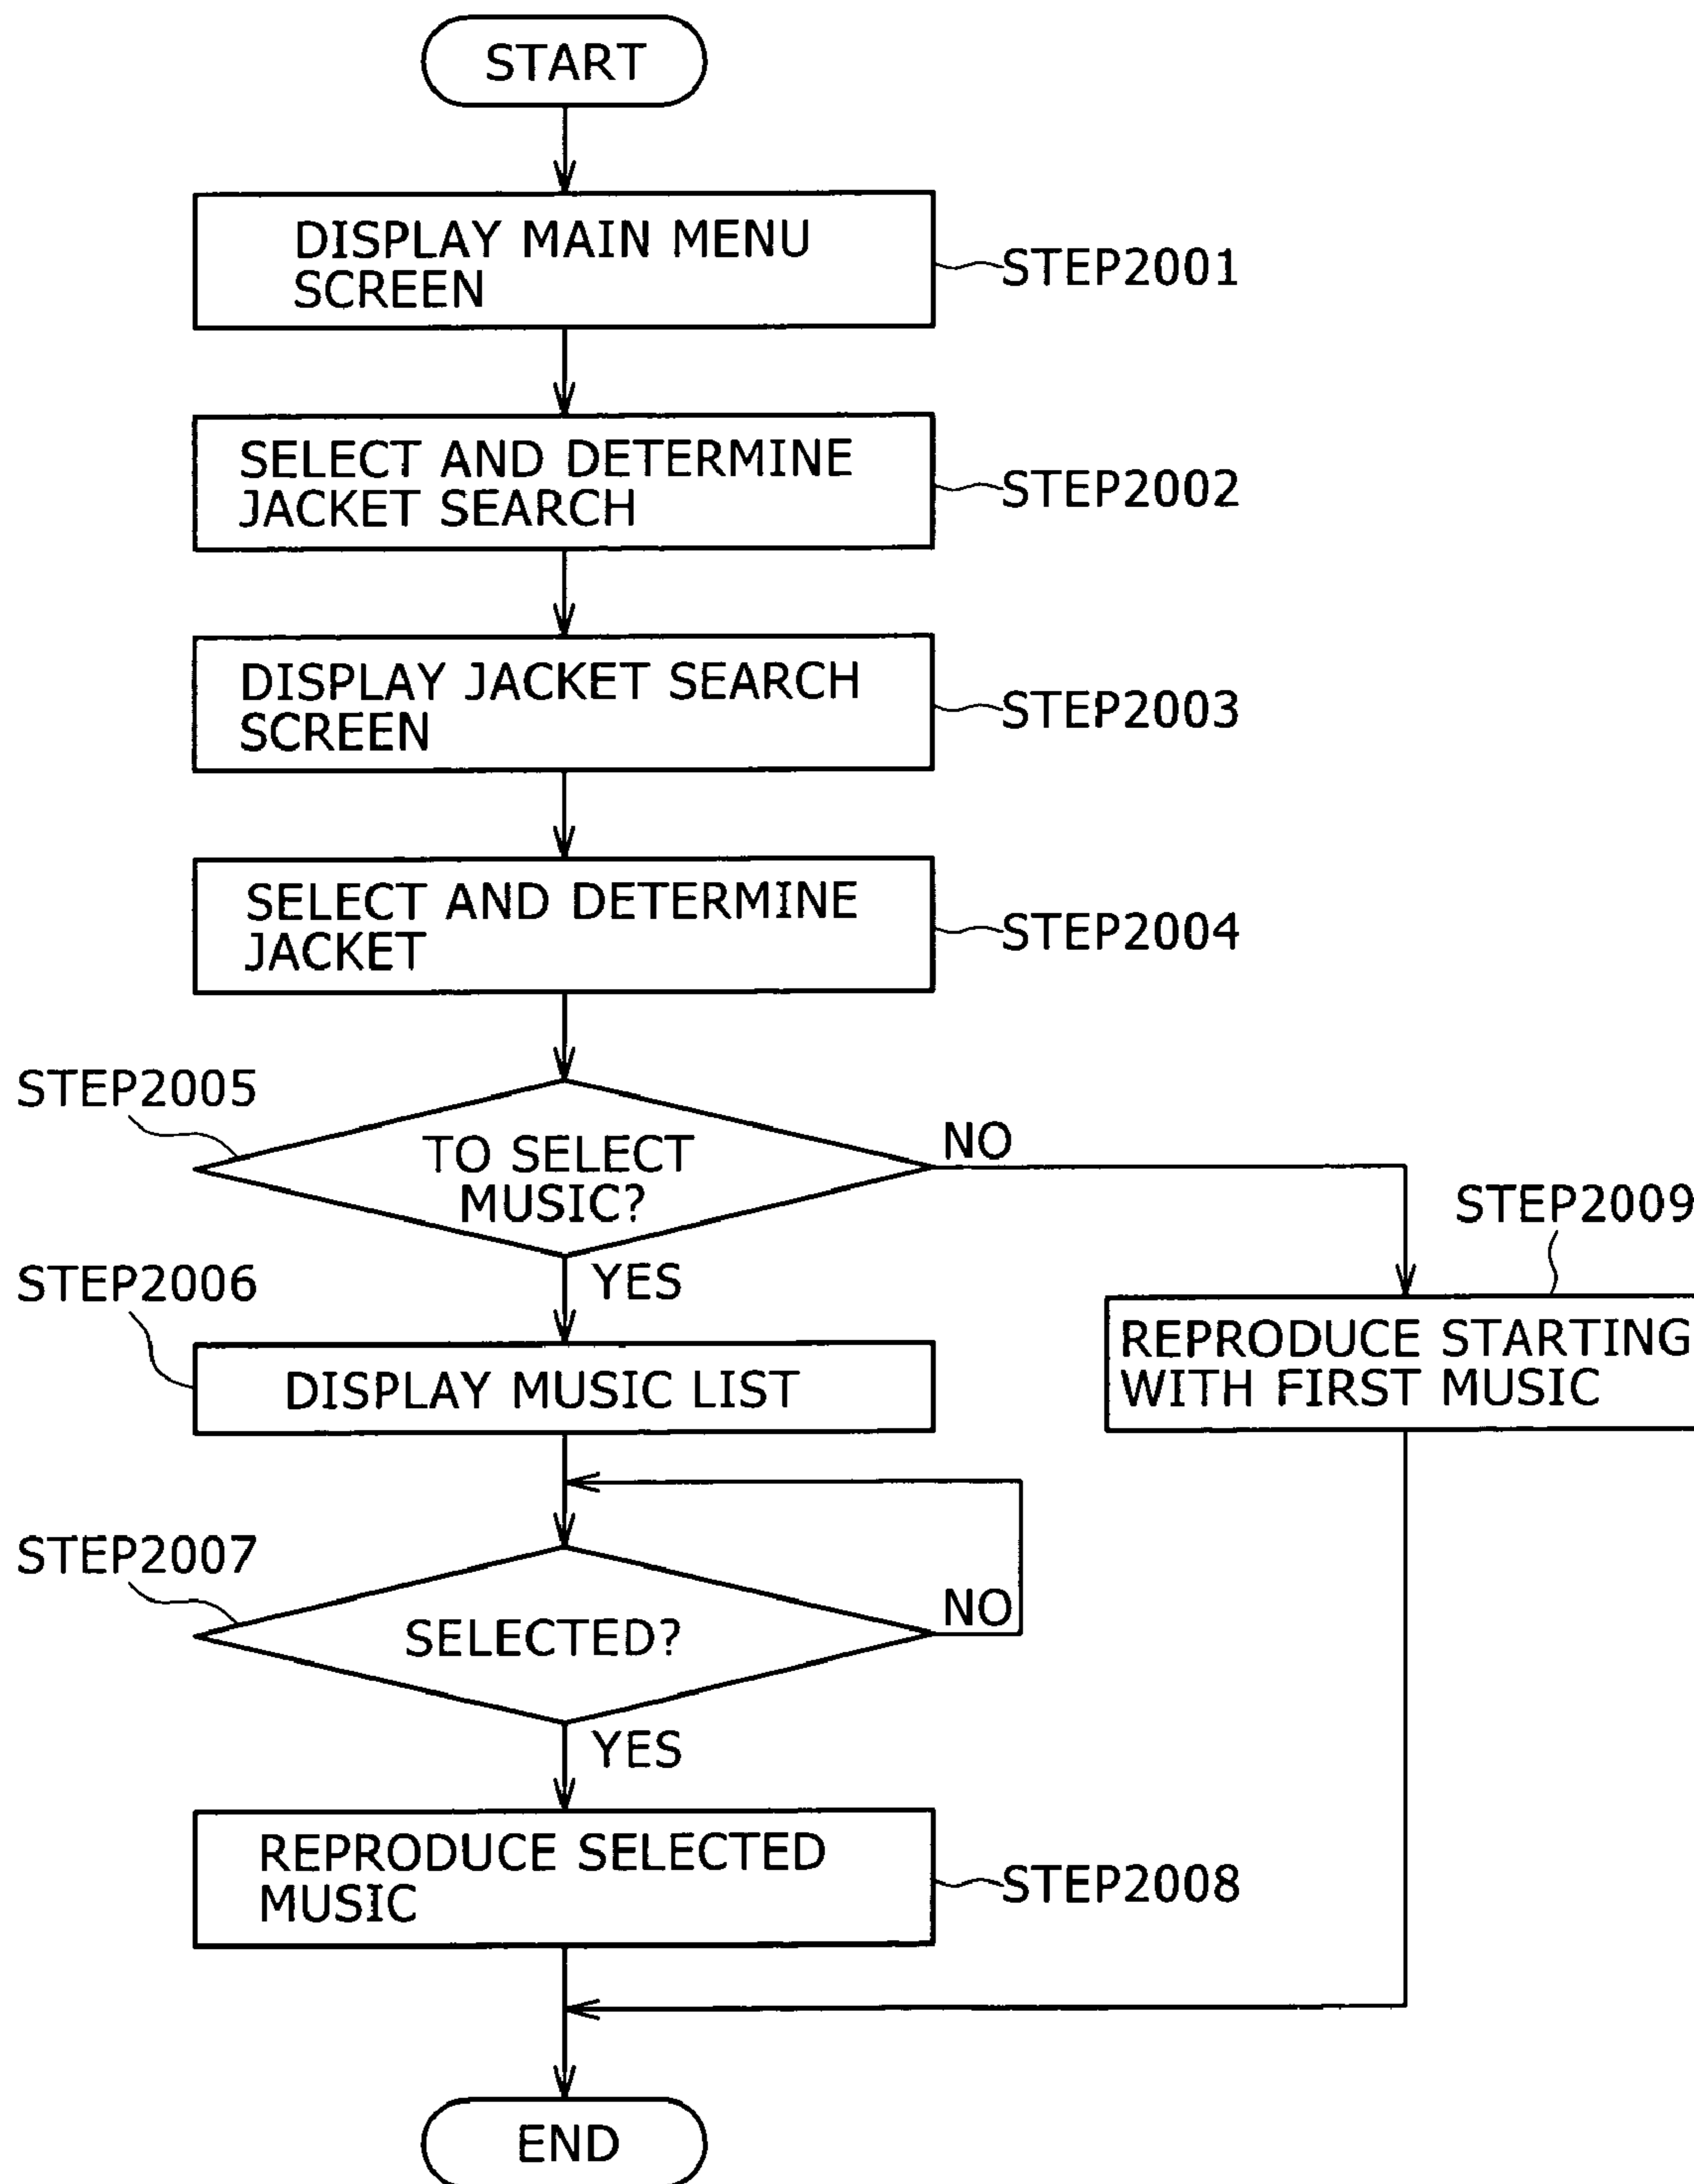 START
DISPLAY MAIN MENU
SCREEN
STEP2001
SELECT AND DETERMINE
JACKET SEARCH
STEP2002
DISPLAY JACKET SEARCH
SCREEN
STEP2003
SELECT AND DETERMINE
JACKET
STEP2004
STEP2005
TO SELECT
MUSIC?
NO
YES
STEP2009
REPRODUCE STARTING
WITH FIRST MUSIC
STEP2006
DISPLAY MUSIC LIST
STEP2007
SELECTED?
NO
YES
REPRODUCE SELECTED
MUSIC
STEP2008
END